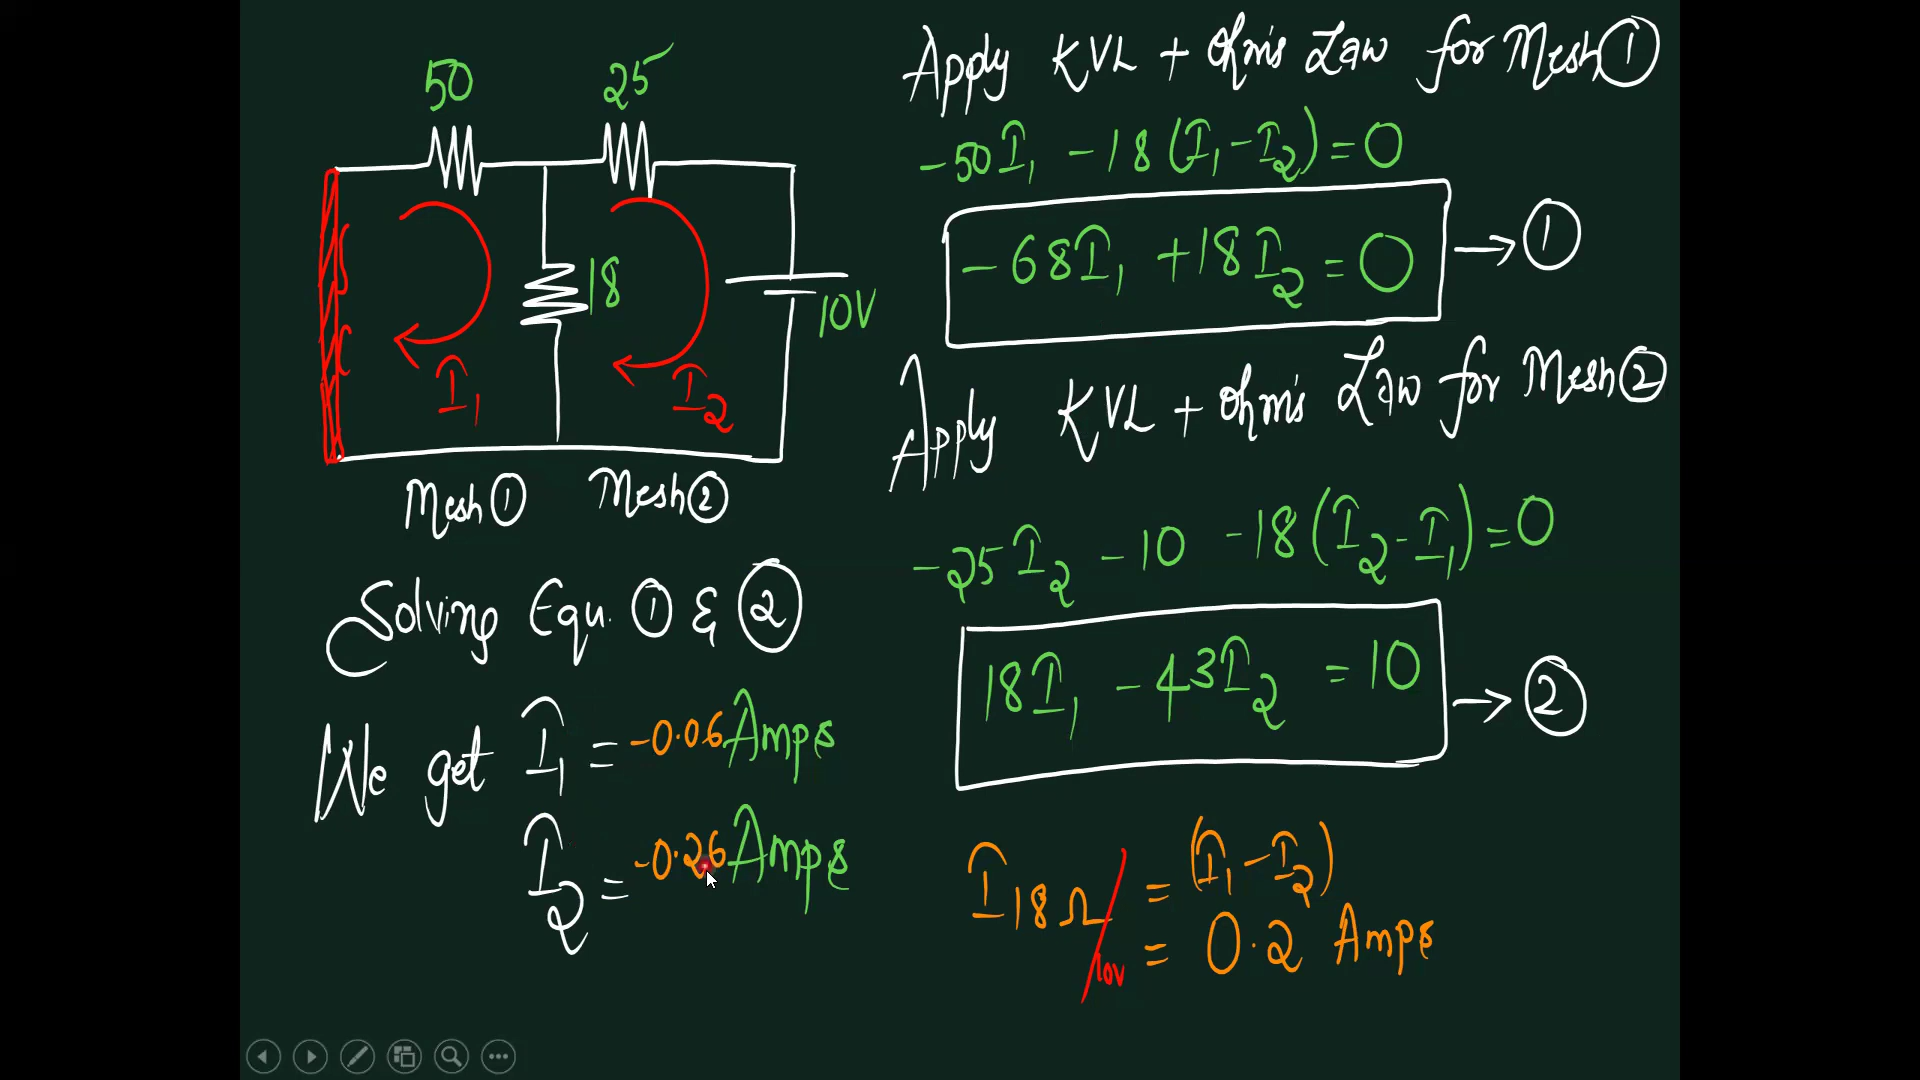 50
25
18
10V
SC
I₁
I₂
Mesh ①
Mesh ②
Solving Equ. ① & ②
We get I₁ = -0.06 Amps
I₂ = -0.26 Amps
Apply KVL + Ohm's Law for Mesh ①
-50I₁ -18(I₁-I₂)=0
-68I₁ +18I₂ = 0 → ①
Apply KVL + Ohm's Law for Mesh ②
-25I₂ -10 -18(I₂-I₁)=0
18I₁ -43I₂ = 10 → ②
I18Ω/10V = (I₁-I₂)
= 0.2 Amps